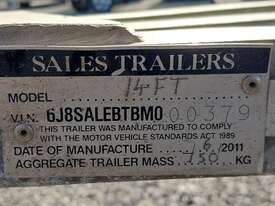 SALES TRAILERS
MODEL 14FT
V.I.N. 6J8SALEBTBM000379
THIS TRAILER WAS MANUFACTURED TO COMPLY
WITH THE MOTOR VEHICLE STANDARDS ACT 1989
DATE OF MANUFACTURE 6/2011
AGGREGATE TRAILER MASS 750 KG